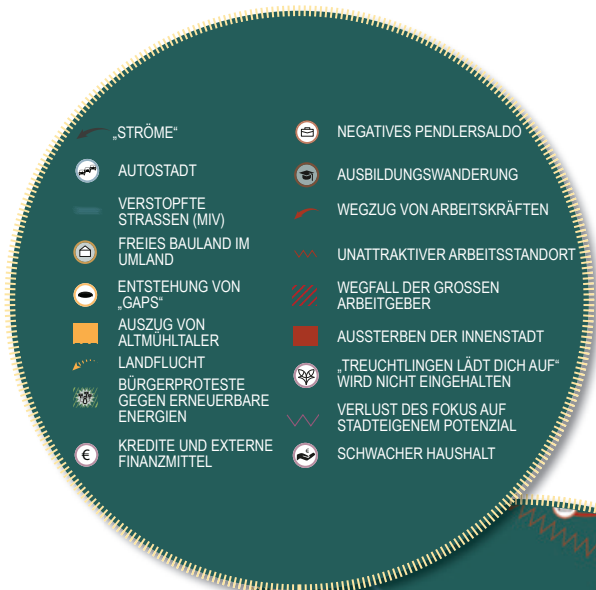 „STRÖME"
AUTOSTADT
VERSTOPFTE
STRASSEN (MIV)
FREIES BAULAND IM
UMLAND
ENTSTEHUNG VON
„GAPS"
AUSZUG VON
ALTMÜHLTALER
LANDFLUCHT
BÜRGERPROTESTE
GEGEN ERNEUERBARE
ENERGIEN
€
KREDITE UND EXTERNE
FINANZMITTEL
NEGATIVES PENDLERSALDO
AUSBILDUNGSWANDERUNG
WEGZUG VON ARBEITSKRÄFTEN
UNATTRAKTIVER ARBEITSSTANDORT
WEGFALL DER GROSSEN
ARBEITGEBER
AUSSTERBEN DER INNENSTADT
„TREUCHTLINGEN LÄDT DICH AUF"
WIRD NICHT EINGEHALTEN
VERLUST DES FOKUS AUF
STADTEIGENEM POTENZIAL
SCHWACHER HAUSHALT